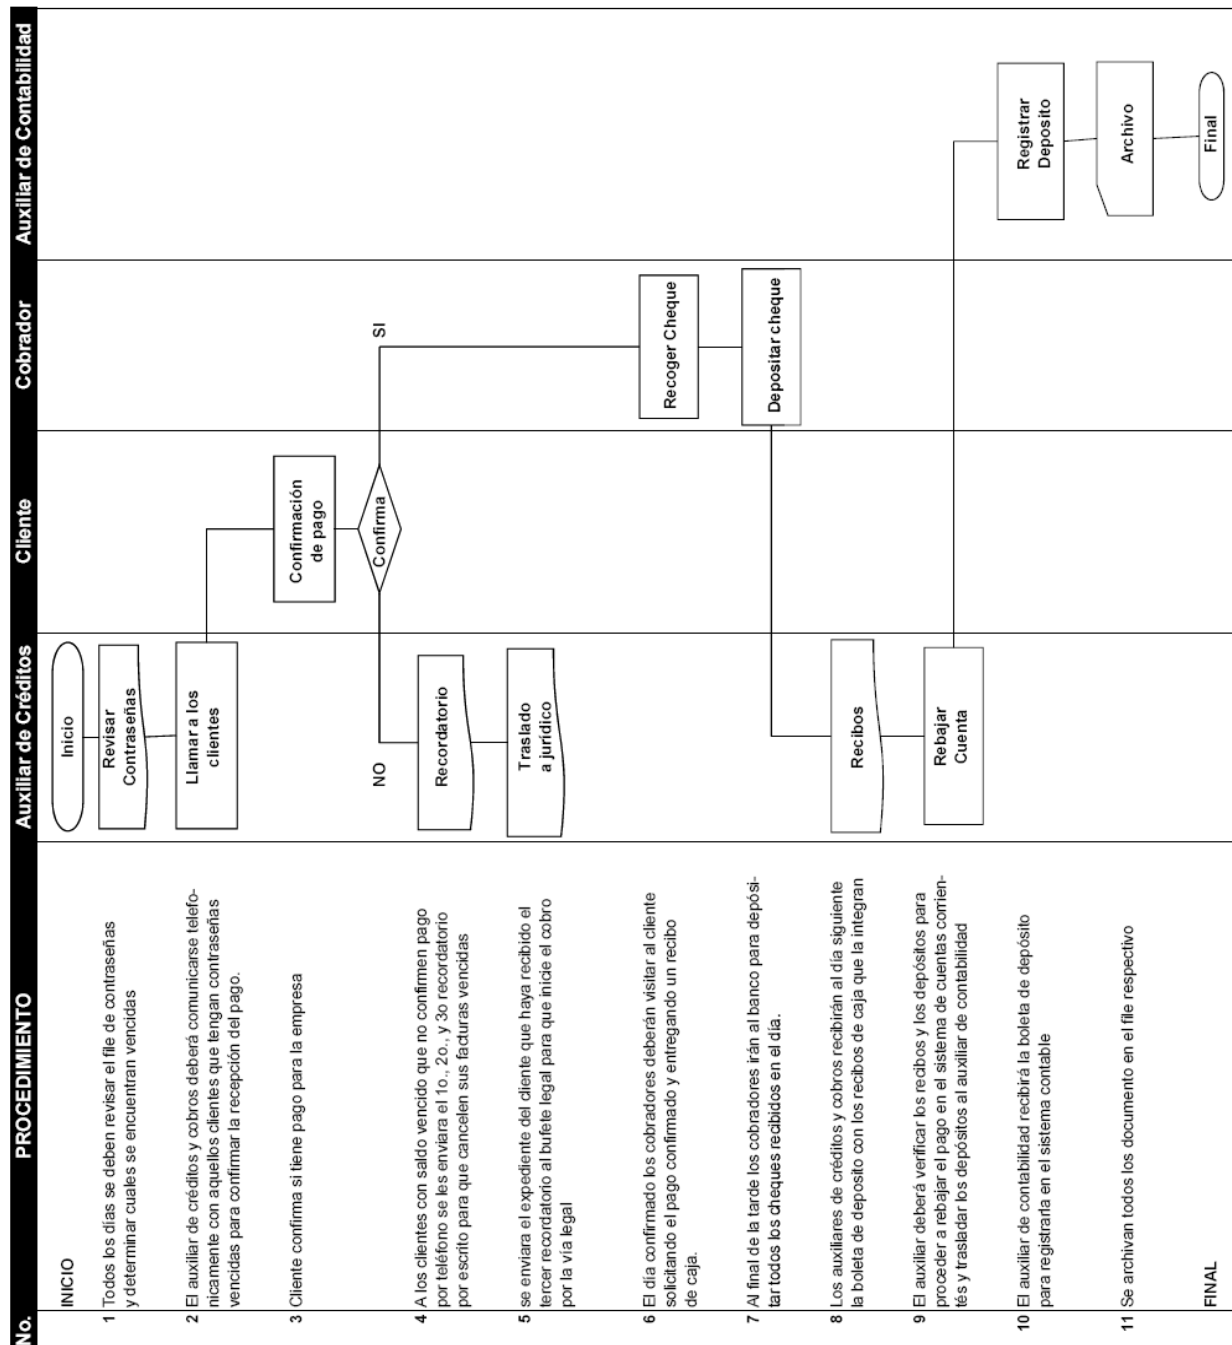 No. PROCEDIMIENTO Auxiliar de Créditos Cliente Cobrador Auxiliar de Contabilidad
INICIO
Inicio
1 Todos los días se deben revisar el file de contraseñas
y determinar cuales se encuentran vencidas
Revisar
Contraseñas
2 El auxiliar de créditos y cobros deberá comunicarse telefo-
nicamente con aquellos clientes que tengan contraseñas
vencidas para confirmar la recepción del pago.
Llamar a los
clientes
3 Cliente confirma si tiene pago para la empresa
Confirmación
de pago
Confirma
NO
SI
4 A los clientes con saldo vencido que no confirmen pago
por teléfono se les enviara el 1o., 2o., y 3o recordatorio
por escrito para que cancelen sus facturas vencidas
Recordatorio
5 se enviara el expediente del cliente que haya recibido el
tercer recordatorio al bufete legal para que inicie el cobro
por la vía legal
Traslado
a jurídico
6 El día confirmado los cobradores deberán visitar al cliente
solicitando el pago confirmado y entregando un recibo
de caja.
Recoger Cheque
7 Al final de la tarde los cobradores irán al banco para depósi-
tar todos los cheques recibidos en el día.
Depositar cheque
8 Los auxiliares de créditos y cobros recibirán al día siguiente
la boleta de deposito con los recibos de caja que la integran
Recibos
9 El auxiliar deberá verificar los recibos y los depósitos para
proceder a rebajar el pago en el sistema de cuentas corrien-
tés y trasladar los depósitos al auxiliar de contabilidad
Rebajar
Cuenta
10 El auxiliar de contabilidad recibirá la boleta de depósito
para registrarla en el sistema contable
Registrar
Deposito
11 Se archivan todos los documento en el file respectivo
Archivo
FINAL
Final